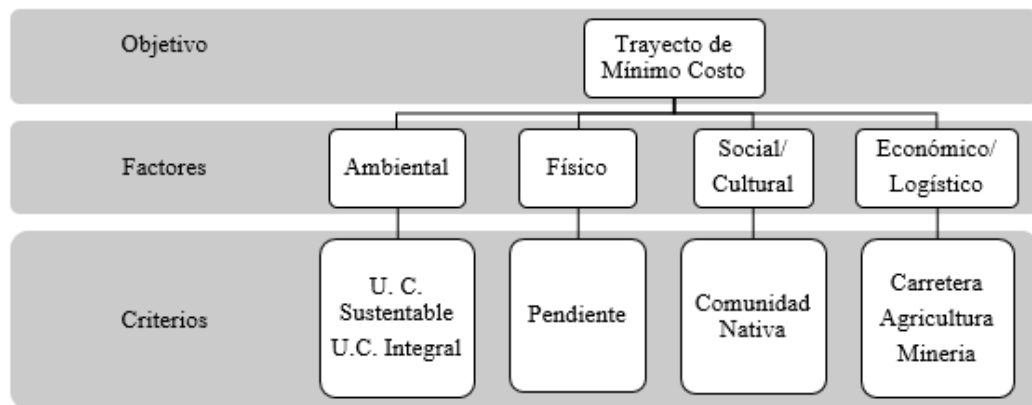 Objetivo
Trayecto de
Mínimo Costo
Factores
Ambiental
Físico
Social/
Cultural
Económico/
Logístico
Criterios
U. C.
Sustentable
U.C. Integral
Pendiente
Comunidad
Nativa
Carretera
Agricultura
Mineria